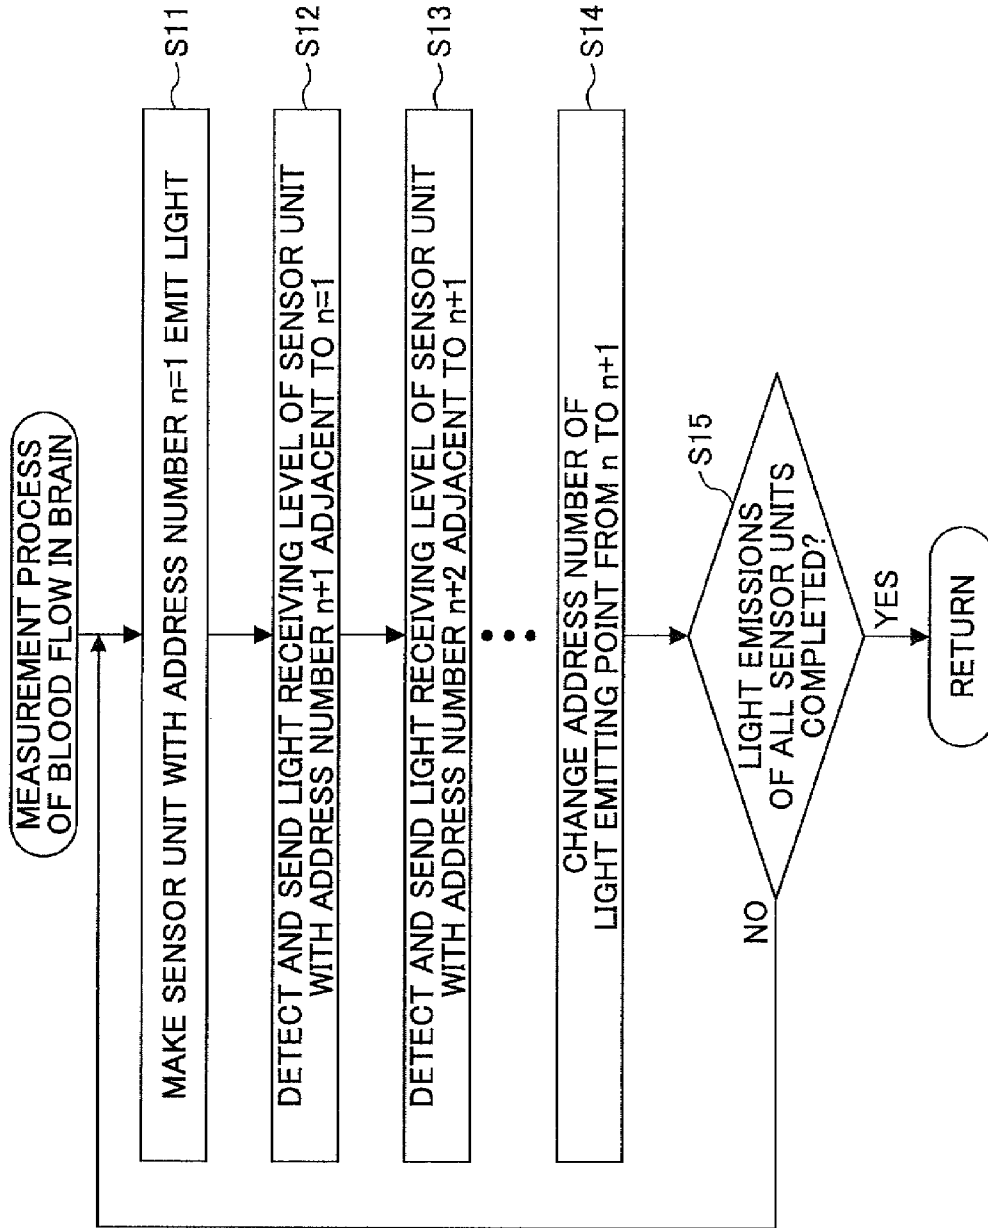 MEASUREMENT PROCESS
OF BLOOD FLOW IN BRAIN
MAKE SENSOR UNIT WITH ADDRESS NUMBER n=1 EMIT LIGHT
S11
DETECT AND SEND LIGHT RECEIVING LEVEL OF SENSOR UNIT
WITH ADDRESS NUMBER n+1 ADJACENT TO n=1
S12
DETECT AND SEND LIGHT RECEIVING LEVEL OF SENSOR UNIT
WITH ADDRESS NUMBER n+2 ADJACENT TO n+1
S13
CHANGE ADDRESS NUMBER OF
LIGHT EMITTING POINT FROM n TO n+1
S14
LIGHT EMISSIONS
OF ALL SENSOR UNITS
COMPLETED?
S15
NO
YES
RETURN